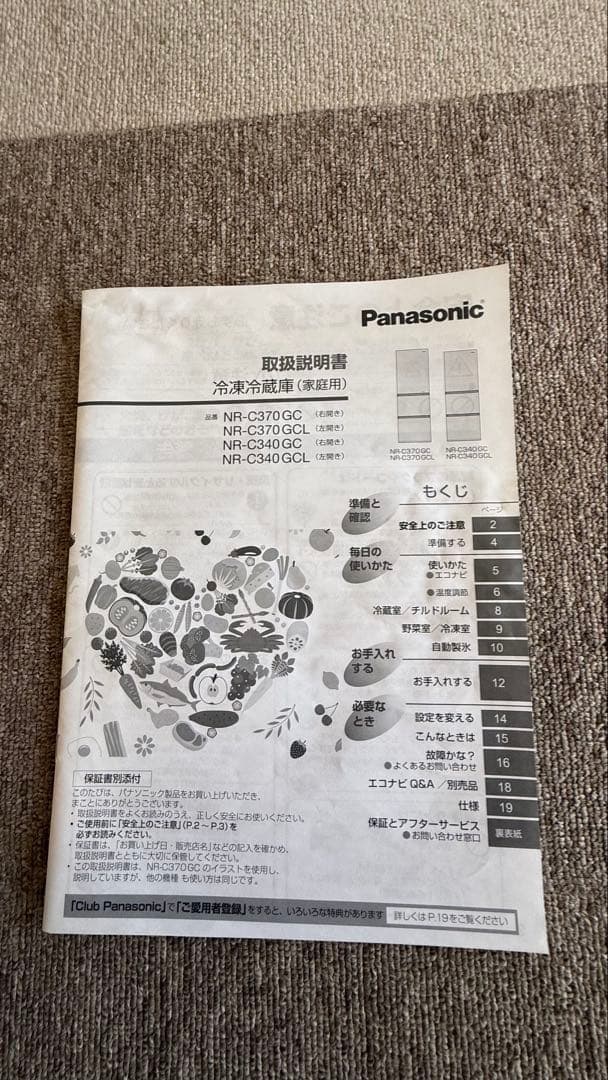 Panasonic
取扱説明書
冷凍冷蔵庫(家庭用)
品番 NR-C370GC (右開き)
NR-C370GCL (左開き)
NR-C340GC (右開き)
NR-C340GCL (左開き)
NR-C370GC
NR-C370GCL
NR-C340GC
NR-C340GCL
もくじ
ページ
準備と
確認
安全上のご注意 2
準備する 4
毎日の
使いかた
使いかた
●エコナビ
5
●温度調節 6
冷蔵室/チルドルーム 8
野菜室/冷凍室 9
自動製氷 10
お手入れ
する
お手入れする 12
必要な
とき
設定を変える 14
こんなときは 15
故障かな?
●よくあるお問い合わせ
16
エコナビ Q&A/別売品 18
仕様 19
保証とアフターサービス
●お問い合わせ窓口
裏表紙
保証書別添付
このたびは、パナソニック製品をお買い上げいただき、
まことにありがとうございます。
・取扱説明書をよくお読みのうえ、正しく安全にお使いください。
・ご使用前に「安全上のご注意」(P.2〜P.3)を
必ずお読みください。
・保証書は、「お買い上げ日・販売店名」などの記入を確かめ、
取扱説明書とともに大切に保管してください。
・この取扱説明書は、NR-C370GCのイラストを使用し、
説明していますが、他の機種も使い方は同じです。
「Club Panasonic」で「ご愛用者登録」をすると、いろいろな特典があります
詳しくはP.19をご覧ください